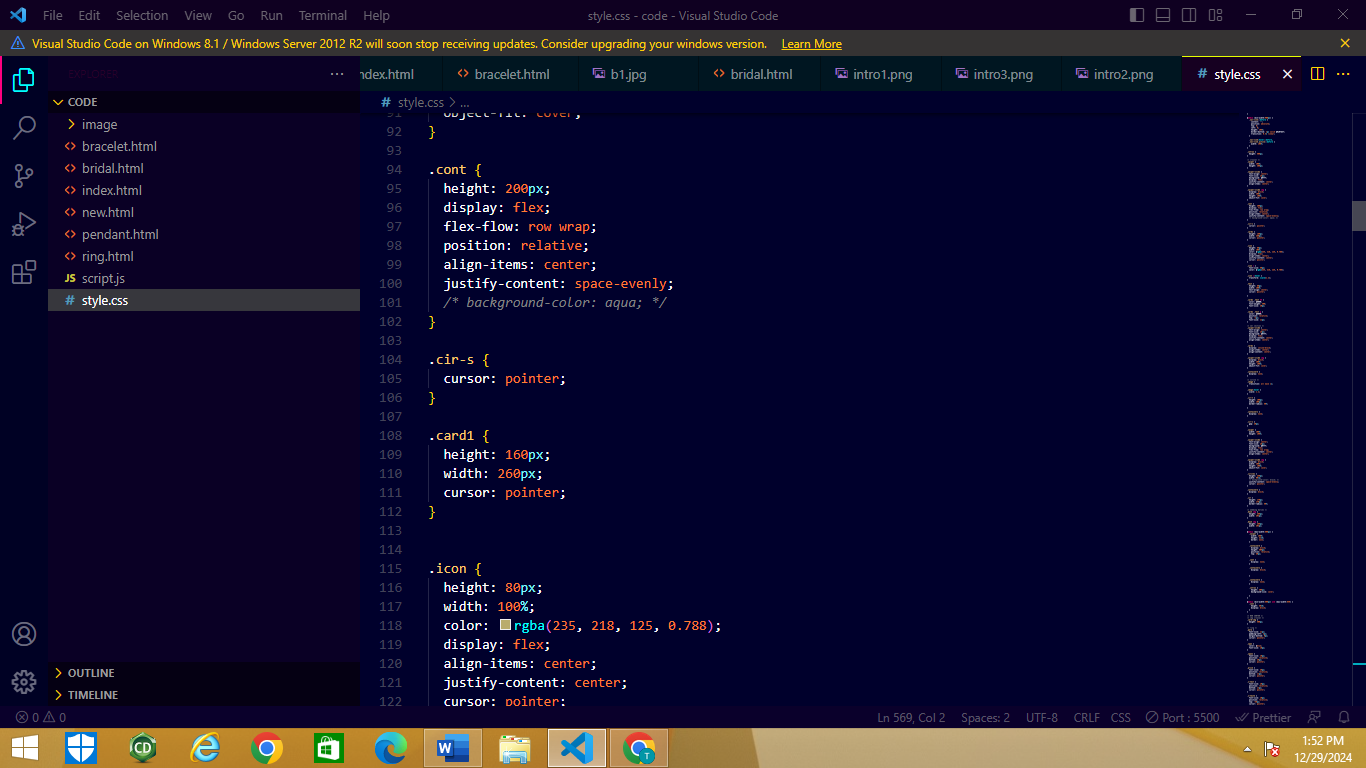 File Edit Selection View Go Run Terminal Help style.css - code - Visual Studio Code
Visual Studio Code on Windows 8.1 / Windows Server 2012 R2 will soon stop receiving updates. Consider upgrading your windows version. Learn More
EXPLORER
ndex.html bracelet.html b1.jpg bridal.html intro1.png intro3.png intro2.png # style.css
# style.css > ...
CODE
image
bracelet.html
bridal.html
index.html
new.html
pendant.html
ring.html
JS script.js
# style.css
OUTLINE
TIMELINE
91 object-fit: cover;
92 }
93
94 .cont {
95 height: 200px;
96 display: flex;
97 flex-flow: row wrap;
98 position: relative;
99 align-items: center;
100 justify-content: space-evenly;
101 /* background-color: aqua; */
102 }
103
104 .cir-s {
105 cursor: pointer;
106 }
107
108 .card1 {
109 height: 160px;
110 width: 260px;
111 cursor: pointer;
112 }
113
114
115 .icon {
116 height: 80px;
117 width: 100%;
118 color: rgba(235, 218, 125, 0.788);
119 display: flex;
120 align-items: center;
121 justify-content: center;
122 cursor: pointer;
0 0 Ln 569, Col 2 Spaces: 2 UTF-8 CRLF CSS Port : 5500 Prettier
CD W T
1:52 PM
12/29/2024